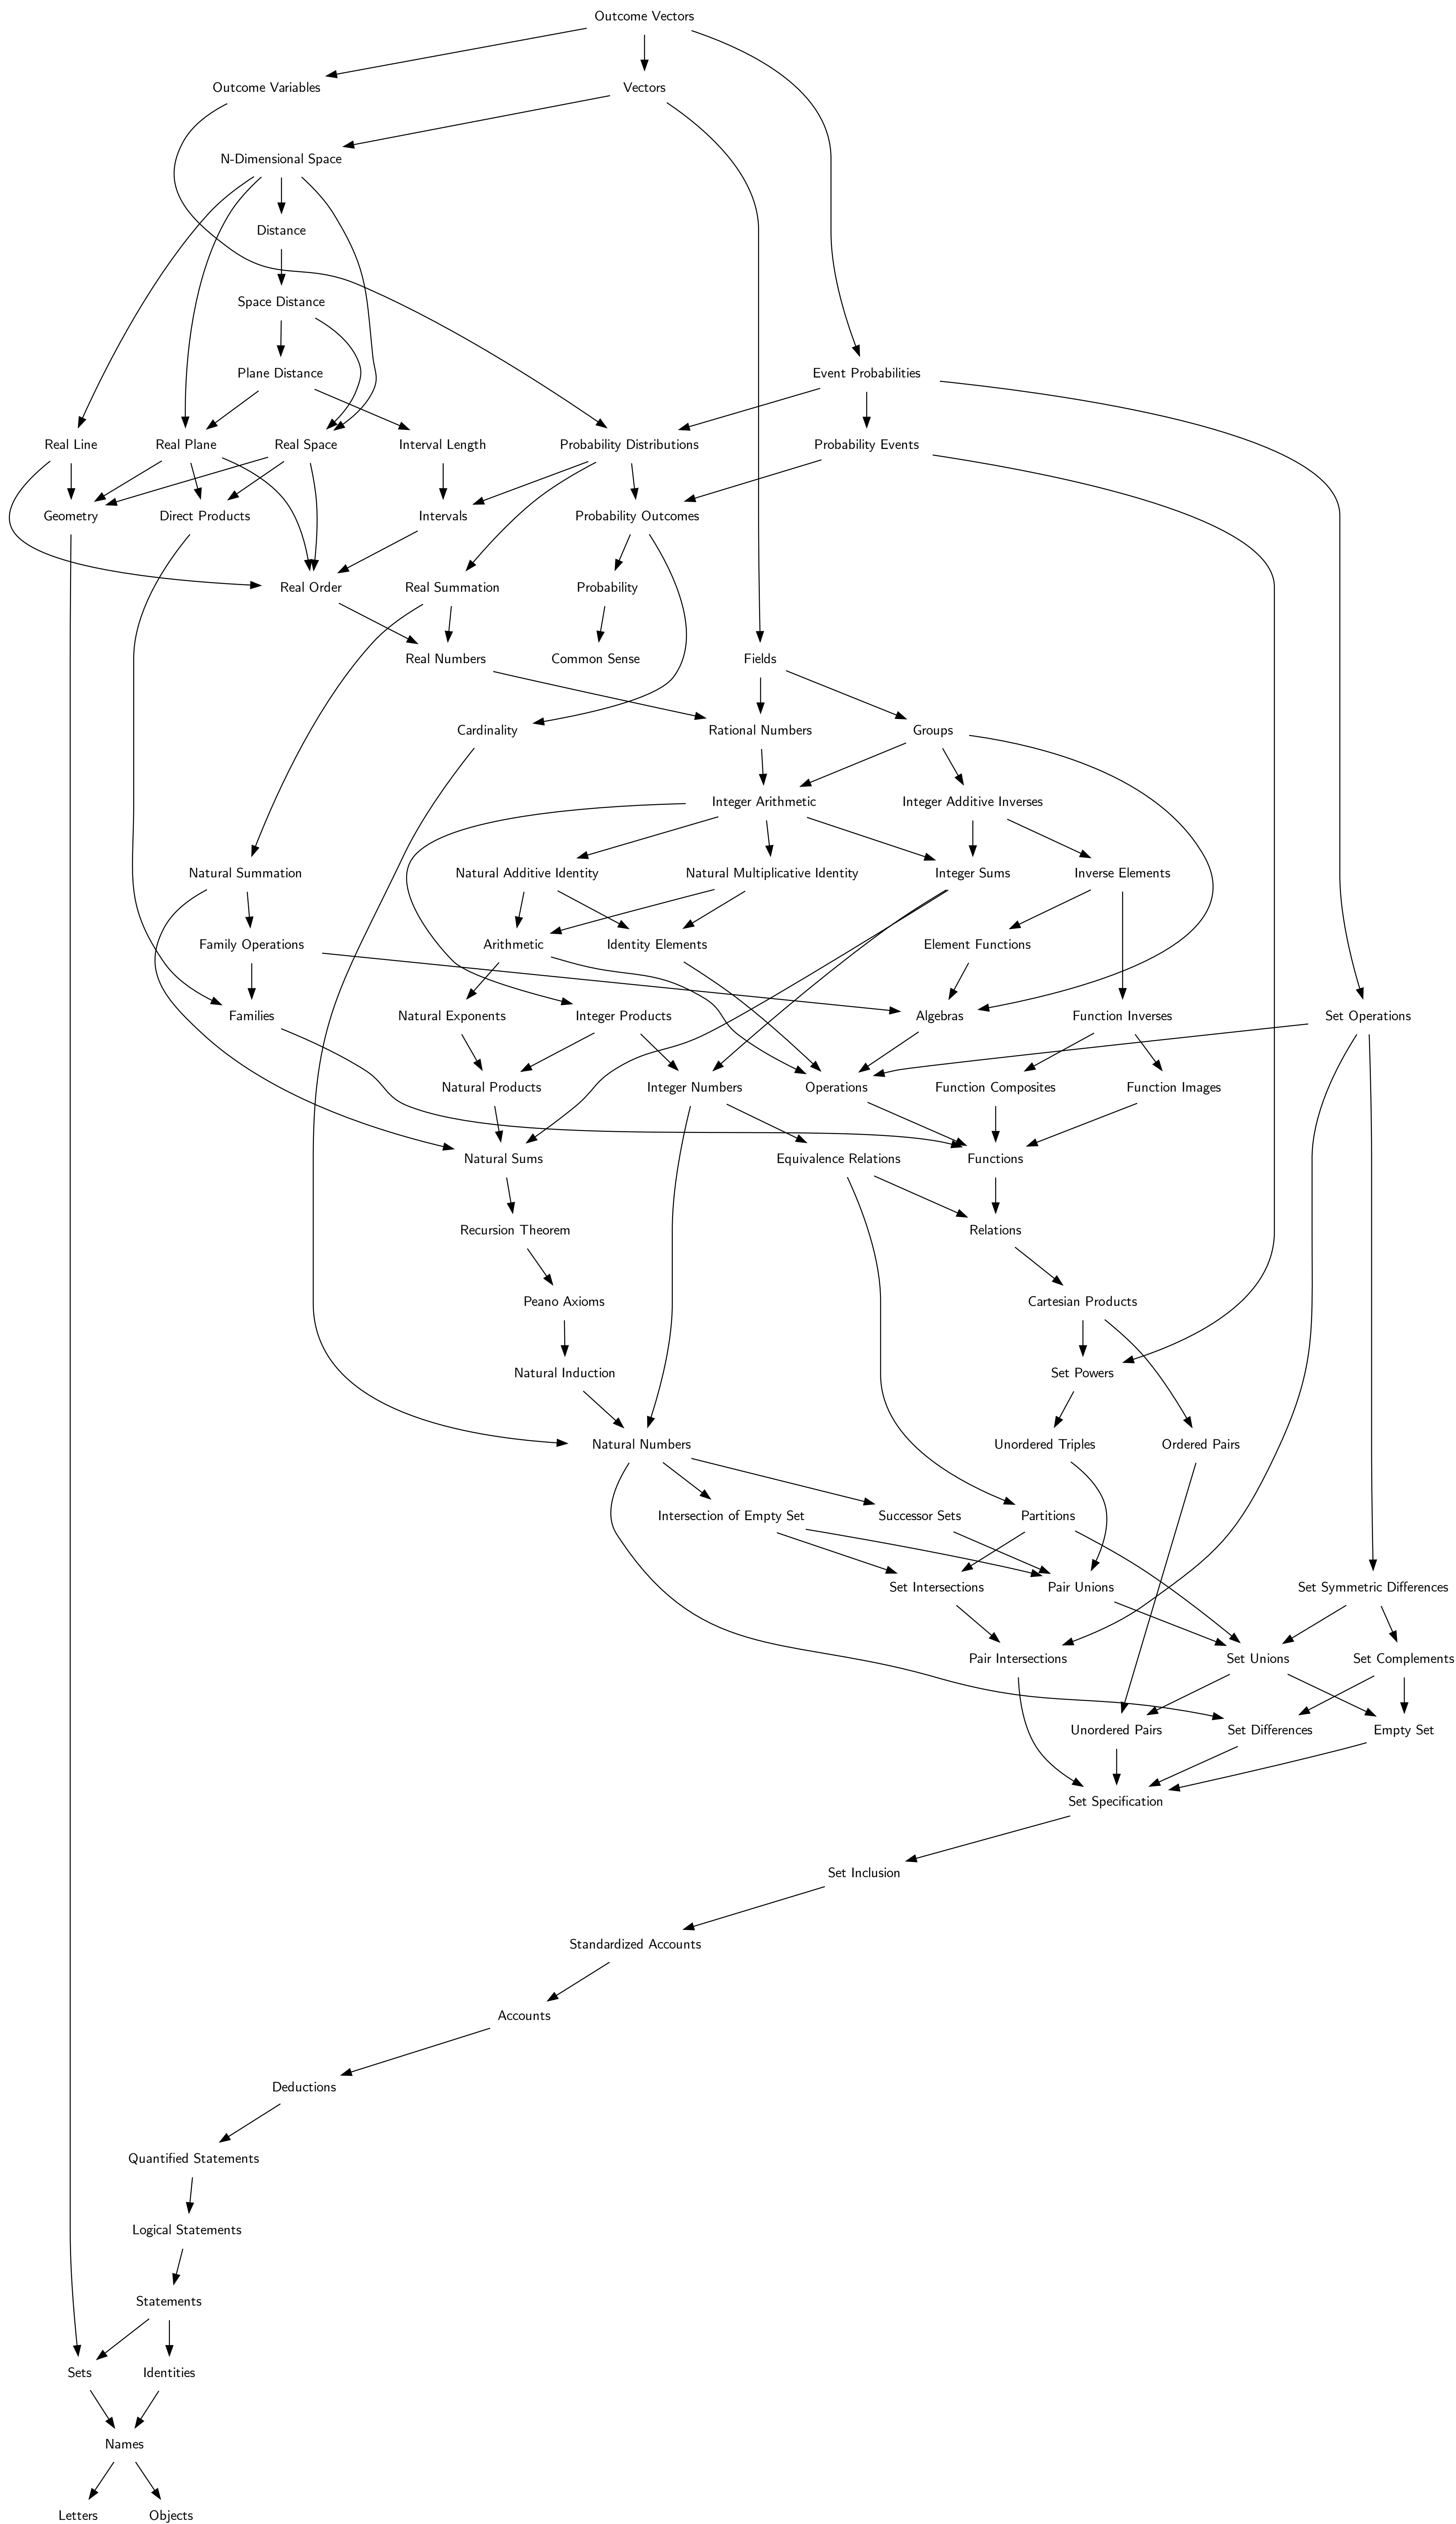 Outcome Vectors
Outcome Variables
Vectors
N-Dimensional Space
Distance
Space Distance
Plane Distance
Event Probabilities
Real Line
Real Plane
Real Space
Interval Length
Probability Distributions
Probability Events
Geometry
Direct Products
Intervals
Probability Outcomes
Real Order
Real Summation
Probability
Real Numbers
Common Sense
Fields
Cardinality
Rational Numbers
Groups
Integer Arithmetic
Integer Additive Inverses
Natural Summation
Natural Additive Identity
Natural Multiplicative Identity
Integer Sums
Inverse Elements
Family Operations
Arithmetic
Identity Elements
Element Functions
Families
Natural Exponents
Integer Products
Algebras
Function Inverses
Set Operations
Natural Products
Integer Numbers
Operations
Function Composites
Function Images
Natural Sums
Equivalence Relations
Functions
Recursion Theorem
Relations
Peano Axioms
Cartesian Products
Natural Induction
Set Powers
Natural Numbers
Unordered Triples
Ordered Pairs
Intersection of Empty Set
Successor Sets
Partitions
Set Intersections
Pair Unions
Set Symmetric Differences
Pair Intersections
Set Unions
Set Complements
Unordered Pairs
Set Differences
Empty Set
Set Specification
Set Inclusion
Standardized Accounts
Accounts
Deductions
Quantified Statements
Logical Statements
Statements
Sets
Identities
Names
Letters
Objects